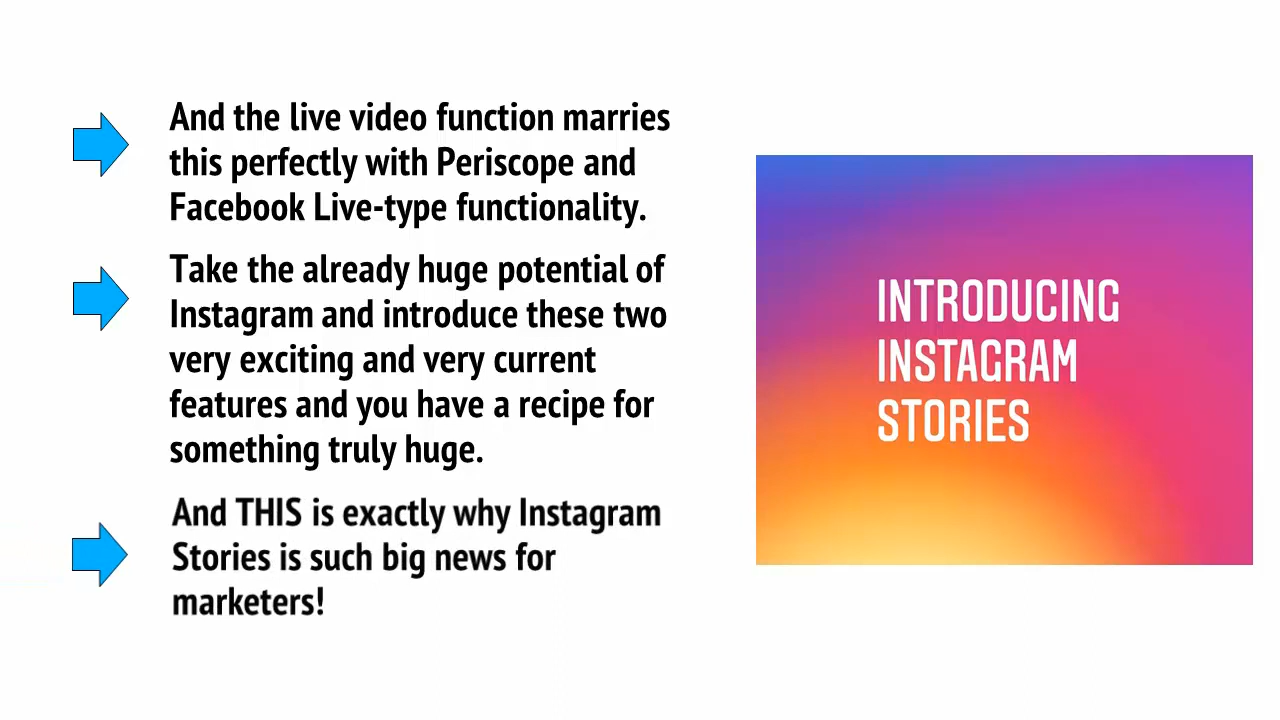 And the live video function marries
this perfectly with Periscope and
Facebook Live-type functionality.
Take the already huge potential of
Instagram and introduce these two
very exciting and very current
features and you have a recipe for
something truly huge.
And THIS is exactly why Instagram
Stories is such big news for
marketers!
INTRODUCING
INSTAGRAM
STORIES